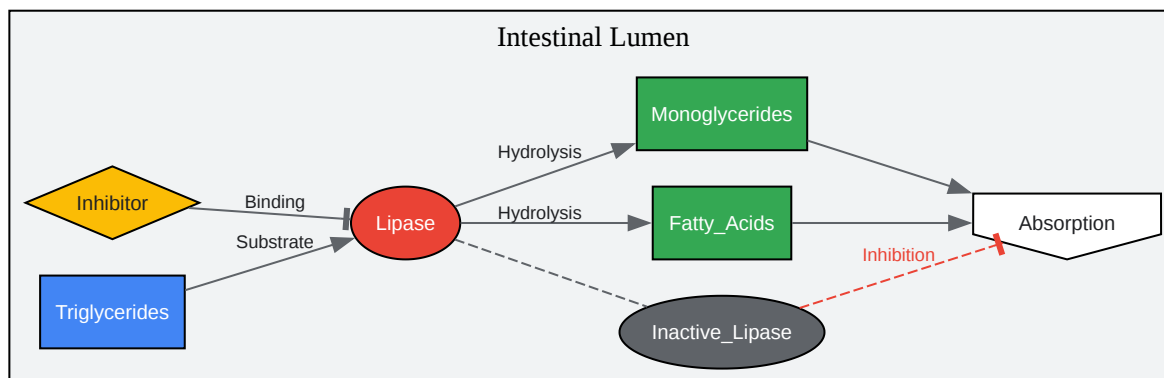 Intestinal Lumen
Monoglycerides
Hydrolysis
Inhibitor
Binding
Lipase
Hydrolysis
Fatty_Acids
Absorption
Substrate
Inhibition
Triglycerides
Inactive_Lipase